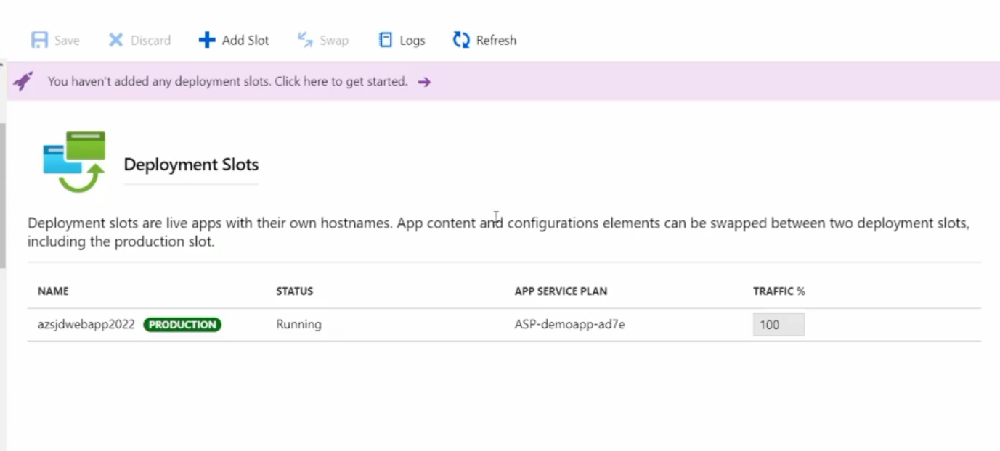 Save Discard Add Slot Swap Logs Refresh
You haven't added any deployment slots. Click here to get started.
Deployment Slots
Deployment slots are live apps with their own hostnames. App content and configurations elements can be swapped between two deployment slots,
including the production slot.
NAME STATUS APP SERVICE PLAN TRAFFIC %
azsjdwebapp2022 PRODUCTION Running ASP-demoapp-ad7e 100